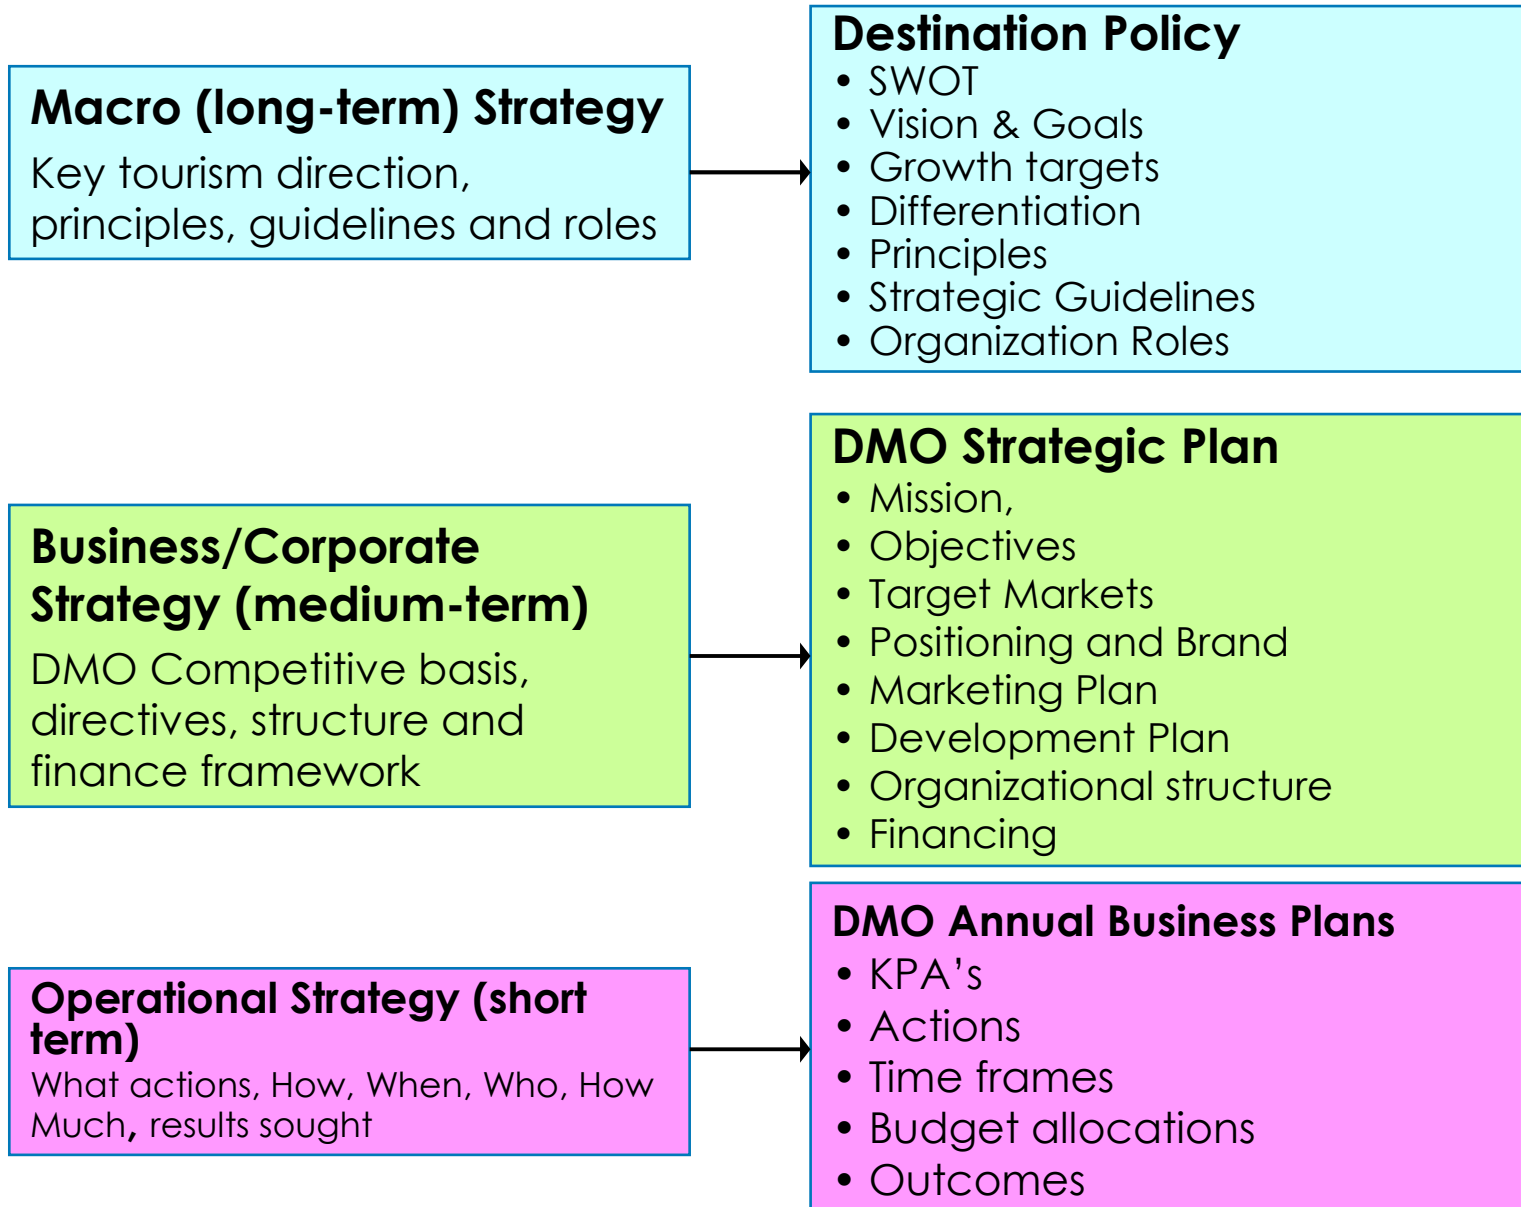 Macro (long-term) Strategy
Key tourism direction,
principles, guidelines and roles
Destination Policy
• SWOT
• Vision & Goals
• Growth targets
• Differentiation
• Principles
• Strategic Guidelines
• Organization Roles
Business/Corporate
Strategy (medium-term)
DMO Competitive basis,
directives, structure and
finance framework
DMO Strategic Plan
• Mission,
• Objectives
• Target Markets
• Positioning and Brand
• Marketing Plan
• Development Plan
• Organizational structure
• Financing
Operational Strategy (short
term)
What actions, How, When, Who, How
Much, results sought
DMO Annual Business Plans
• KPA’s
• Actions
• Time frames
• Budget allocations
• Outcomes